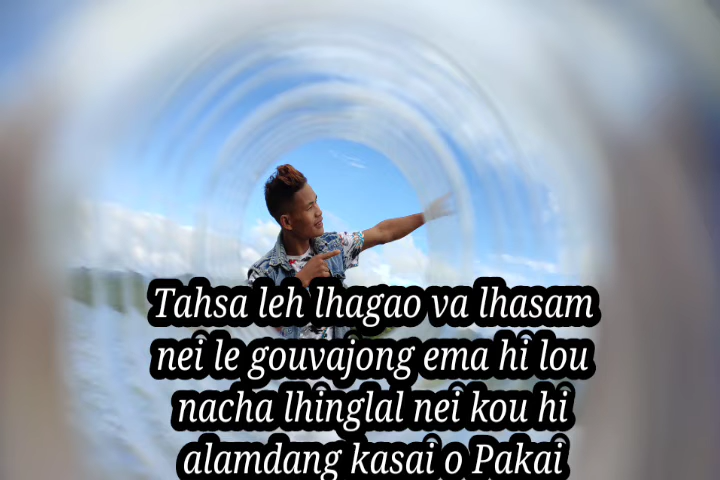 Tahsa leh lhagao va lhasam
nei le gouvajong ema hi lou
nacha lhinglal nei kou hi
alamdang kasai o Pakai